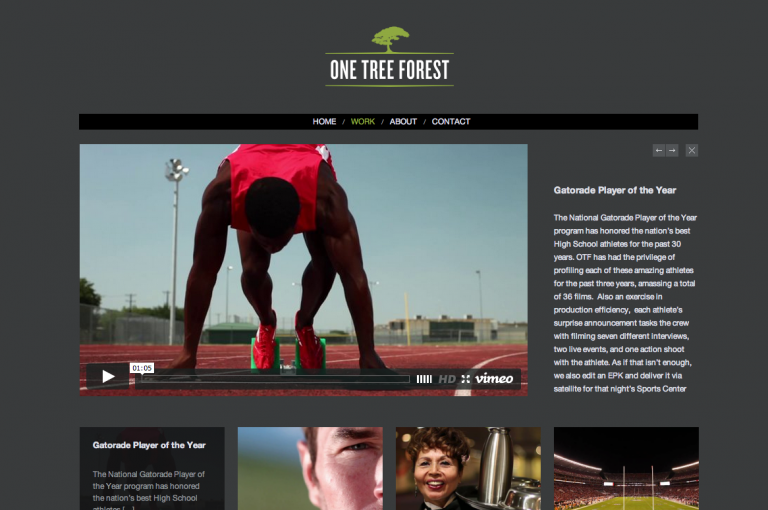 ONE TREE FOREST
HOME / WORK / ABOUT / CONTACT
← → X
Gatorade Player of the Year
The National Gatorade Player of the Year
program has honored the nation's best
High School athletes for the past 30
years. OTF has had the privilege of
profiling each of these amazing athletes
for the past three years, amassing a total
of 36 films.  Also an exercise in
production efficiency,  each athlete's
surprise announcement tasks the crew
with filming seven different interviews,
two live events, and one action shoot
with the athlete. As if that isn't enough,
we also edit an EPK and deliver it via
satellite for that night's Sports Center
01:05
HD vimeo
Gatorade Player of the Year
The National Gatorade Player of
the Year program has honored
the nation's best High School
athletes [...]